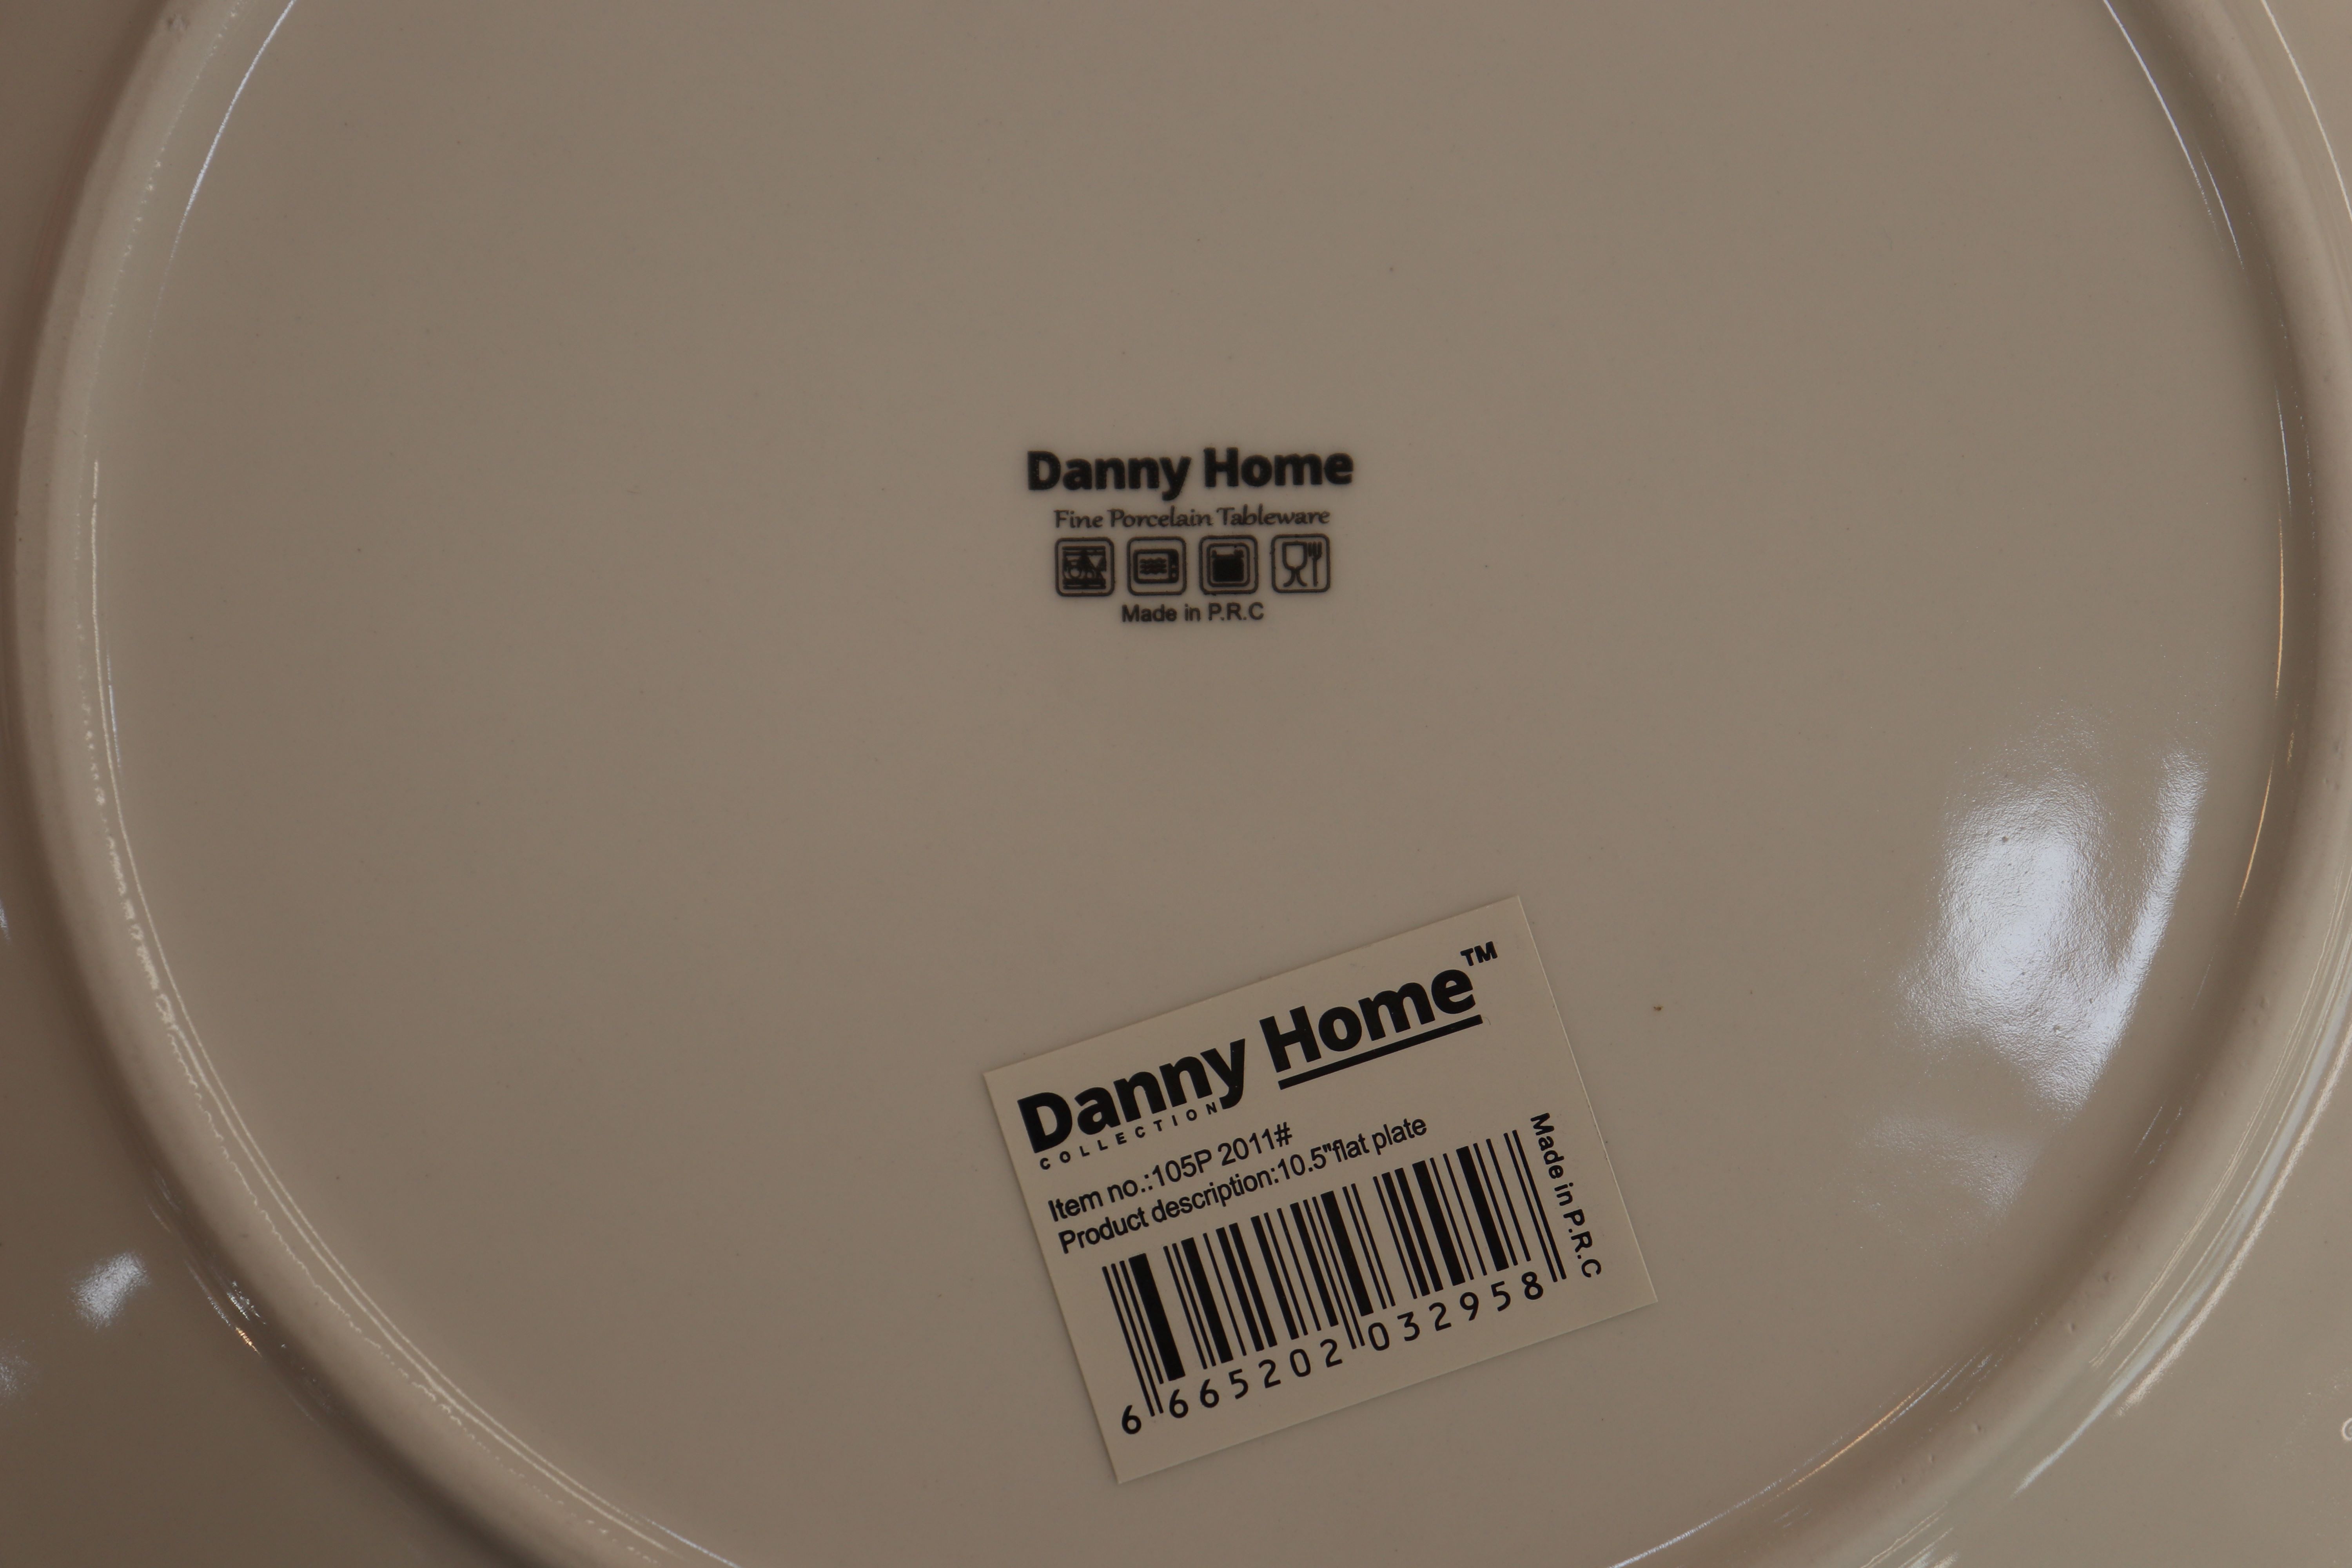 Danny Home
Fine Porcelain Tableware
Made in P.R.C
Danny Home™
COLLECTION
Item no.:105P 2011#
Product description:10.5"flat plate
Made in P.R.C
6 665202 032958